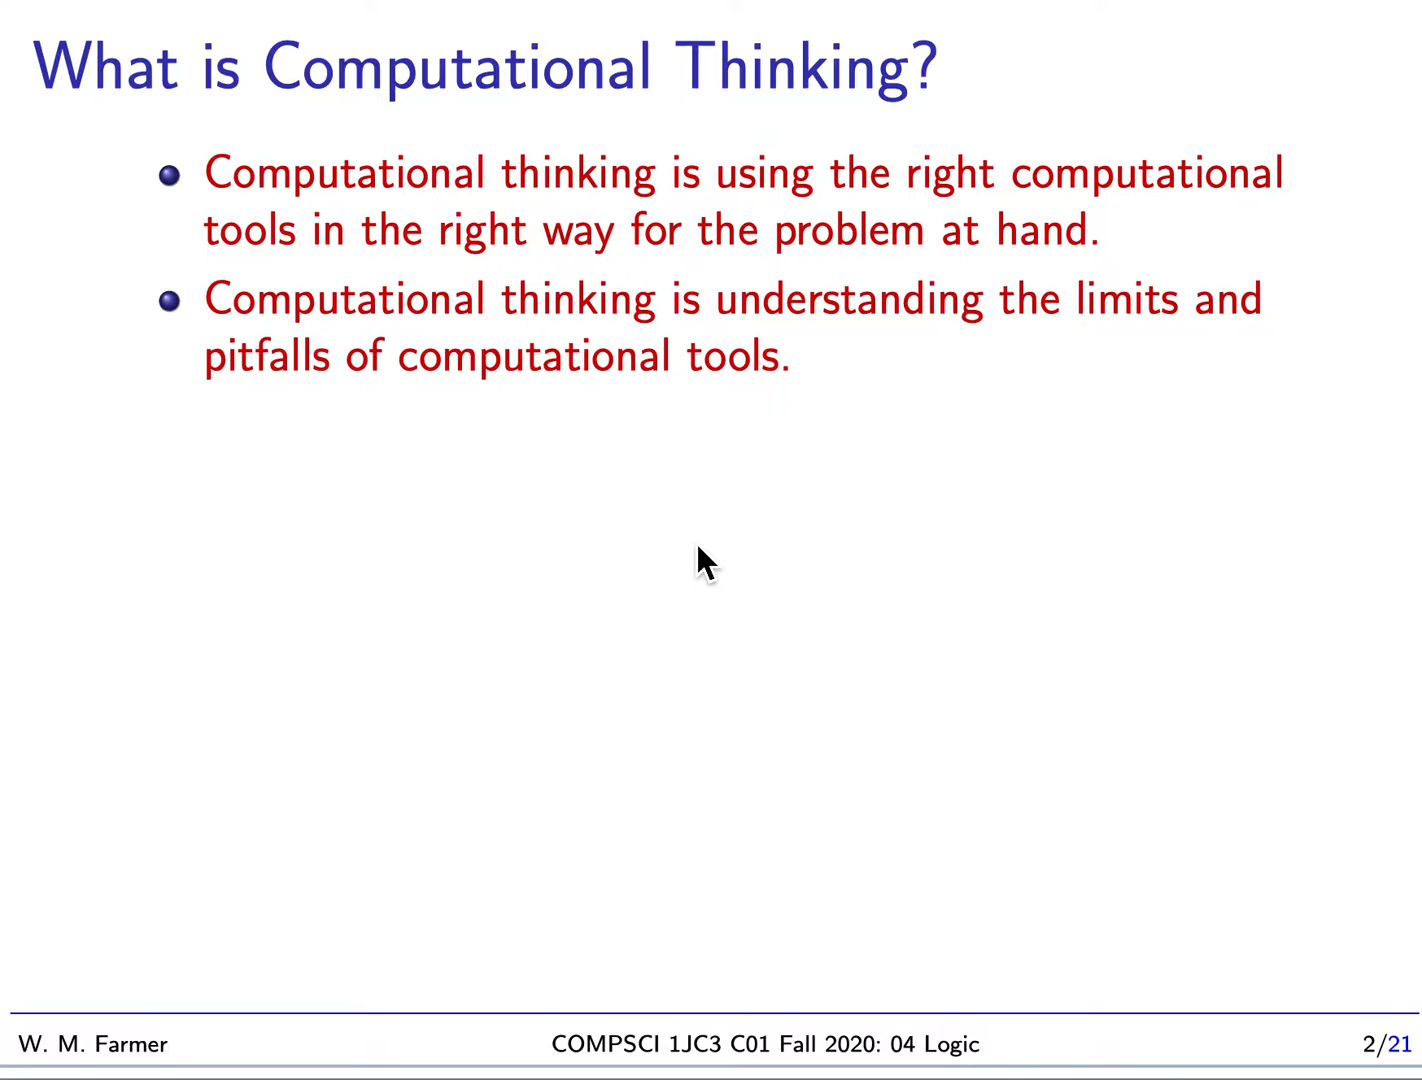 What is Computational Thinking?
Computational thinking is using the right computational
tools in the right way for the problem at hand.
Computational thinking is understanding the limits and
pitfalls of computational tools.
W. M. Farmer
COMPSCI 1JC3 C01 Fall 2020: 04 Logic
2/21